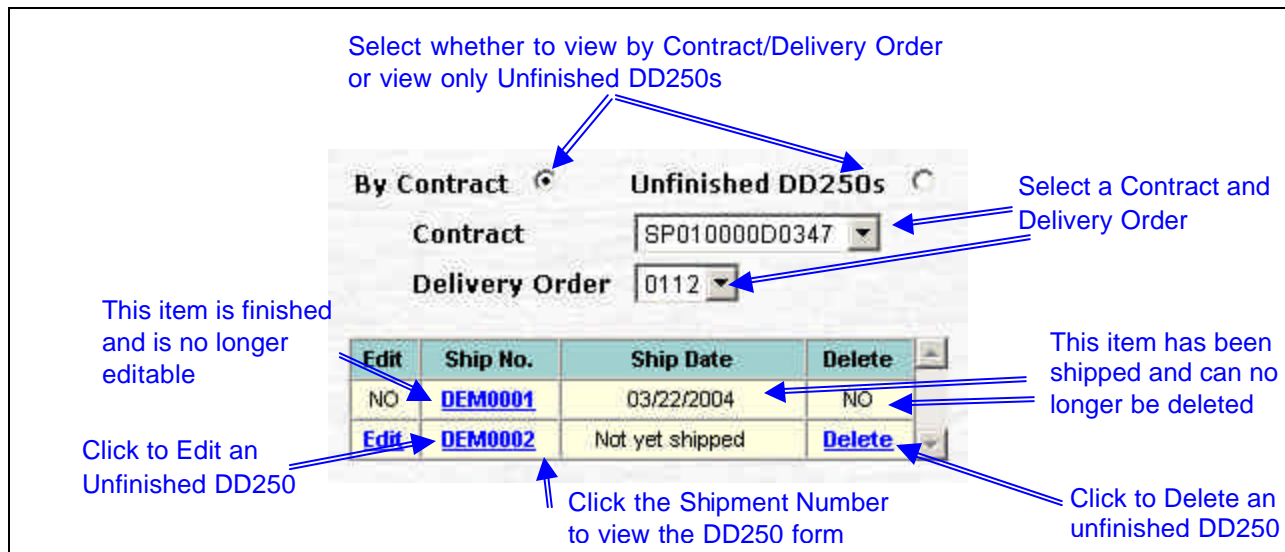 Select whether to view by Contract/Delivery Order
or view only Unfinished DD250s
By Contract Unfinished DD250s
Select a Contract and
Delivery Order
Contract SP010000D0347
Delivery Order 0112
This item is finished
and is no longer
editable
This item has been
shipped and can no
longer be deleted
Edit Ship No. Ship Date Delete
NO DEM0001 03/22/2004 NO
Edit DEM0002 Not yet shipped Delete
Click to Edit an
Unfinished DD250
Click the Shipment Number
to view the DD250 form
Click to Delete an
unfinished DD250